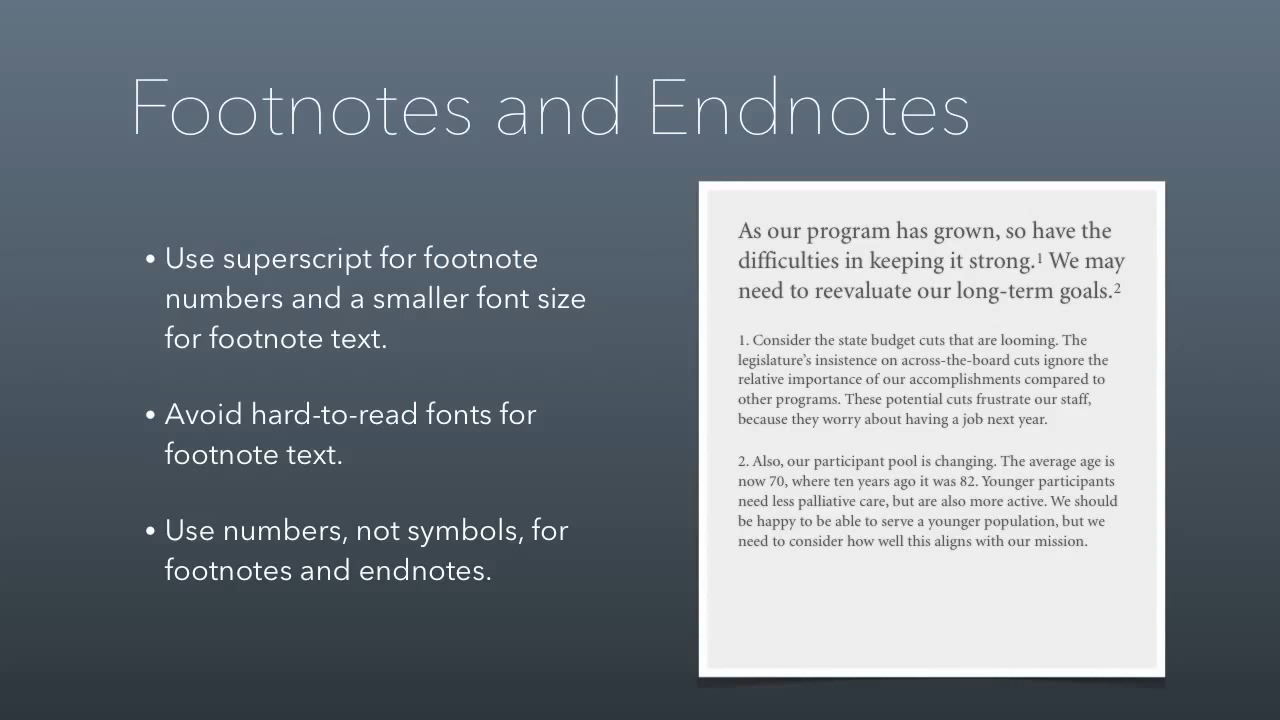 Footnotes and Endnotes
• Use superscript for footnote
numbers and a smaller font size
for footnote text.
• Avoid hard-to-read fonts for
footnote text.
• Use numbers, not symbols, for
footnotes and endnotes.
As our program has grown, so have the
difficulties in keeping it strong.¹ We may
need to reevaluate our long-term goals.²
1. Consider the state budget cuts that are looming. The
legislature’s insistence on across-the-board cuts ignore the
relative importance of our accomplishments compared to
other programs. These potential cuts frustrate our staff,
because they worry about having a job next year.
2. Also, our participant pool is changing. The average age is
now 70, where ten years ago it was 82. Younger participants
need less palliative care, but are also more active. We should
be happy to be able to serve a younger population, but we
need to consider how well this aligns with our mission.